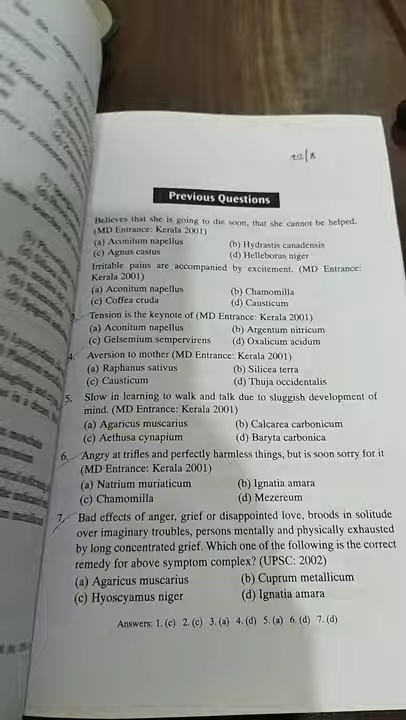 22/8
Previous Questions
Believes that she is going to die soon, that she cannot be helped.
(MD Entrance: Kerala 2001)
(a) Aconitum napellus (b) Hydrastis canadensis
(c) Agnus castus (d) Helleborus niger
Irritable pains are accompanied by excitement. (MD Entrance:
Kerala 2001)
(a) Aconitum napellus (b) Chamomilla
(c) Coffea cruda (d) Causticum
3. Tension is the keynote of (MD Entrance: Kerala 2001)
(a) Aconitum napellus (b) Argentum nitricum
(c) Gelsemium sempervirens (d) Oxalicum acidum
4. Aversion to mother (MD Entrance: Kerala 2001)
(a) Raphanus sativus (b) Silicea terra
(c) Causticum (d) Thuja occidentalis
5. Slow in learning to walk and talk due to sluggish development of
mind. (MD Entrance: Kerala 2001)
(a) Agaricus muscarius (b) Calcarea carbonicum
(c) Aethusa cynapium (d) Baryta carbonica
6. Angry at trifles and perfectly harmless things, but is soon sorry for it
(MD Entrance: Kerala 2001)
(a) Natrium muriaticum (b) Ignatia amara
(c) Chamomilla (d) Mezereum
7. Bad effects of anger, grief or disappointed love, broods in solitude
over imaginary troubles, persons mentally and physically exhausted
by long concentrated grief. Which one of the following is the correct
remedy for above symptom complex? (UPSC: 2002)
(a) Agaricus muscarius (b) Cuprum metallicum
(c) Hyoscyamus niger (d) Ignatia amara
Answers: 1. (c) 2. (c) 3. (a) 4. (d) 5. (a) 6. (d) 7. (d)